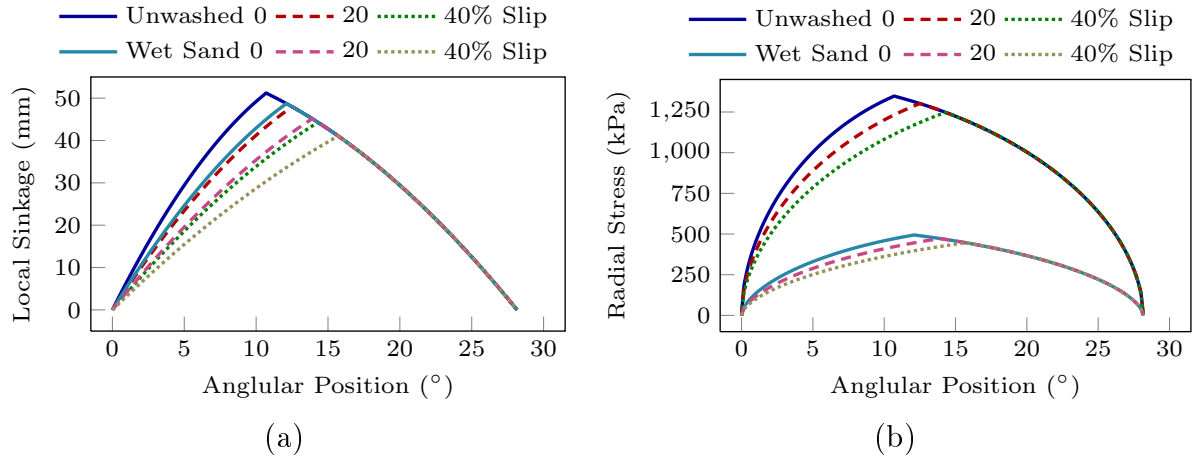 Unwashed 0 20 40% Slip
Wet Sand 0 20 40% Slip
Local Sinkage (mm)
50
40
30
20
10
0
0 5 10 15 20 25 30
Anglular Position (°)
(a)
Unwashed 0 20 40% Slip
Wet Sand 0 20 40% Slip
Radial Stress (kPa)
1,250
1,000
750
500
250
0
0 5 10 15 20 25 30
Anglular Position (°)
(b)